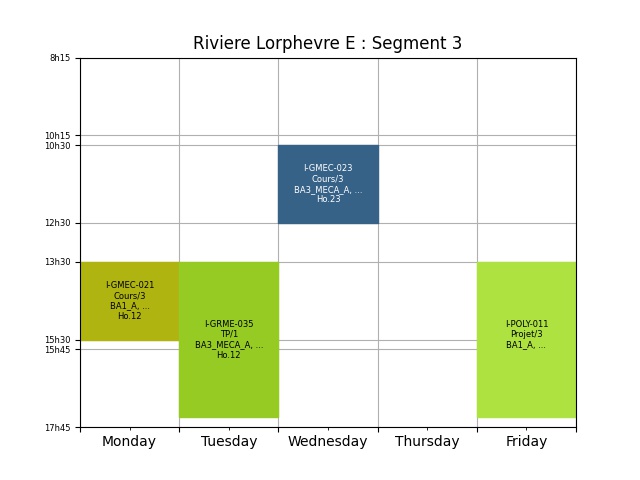 Riviere Lorphevre E : Segment 3
8h15
10h15
10h30
12h30
13h30
15h30
15h45
17h45
I-GMEC-021
Cours/3
BA1_A, ...
Ho.12
I-GRME-035
TP/1
BA3_MECA_A, ...
Ho.12
I-GMEC-023
Cours/3
BA3_MECA_A, ...
Ho.23
I-POLY-011
Projet/3
BA1_A, ...
Monday
Tuesday
Wednesday
Thursday
Friday